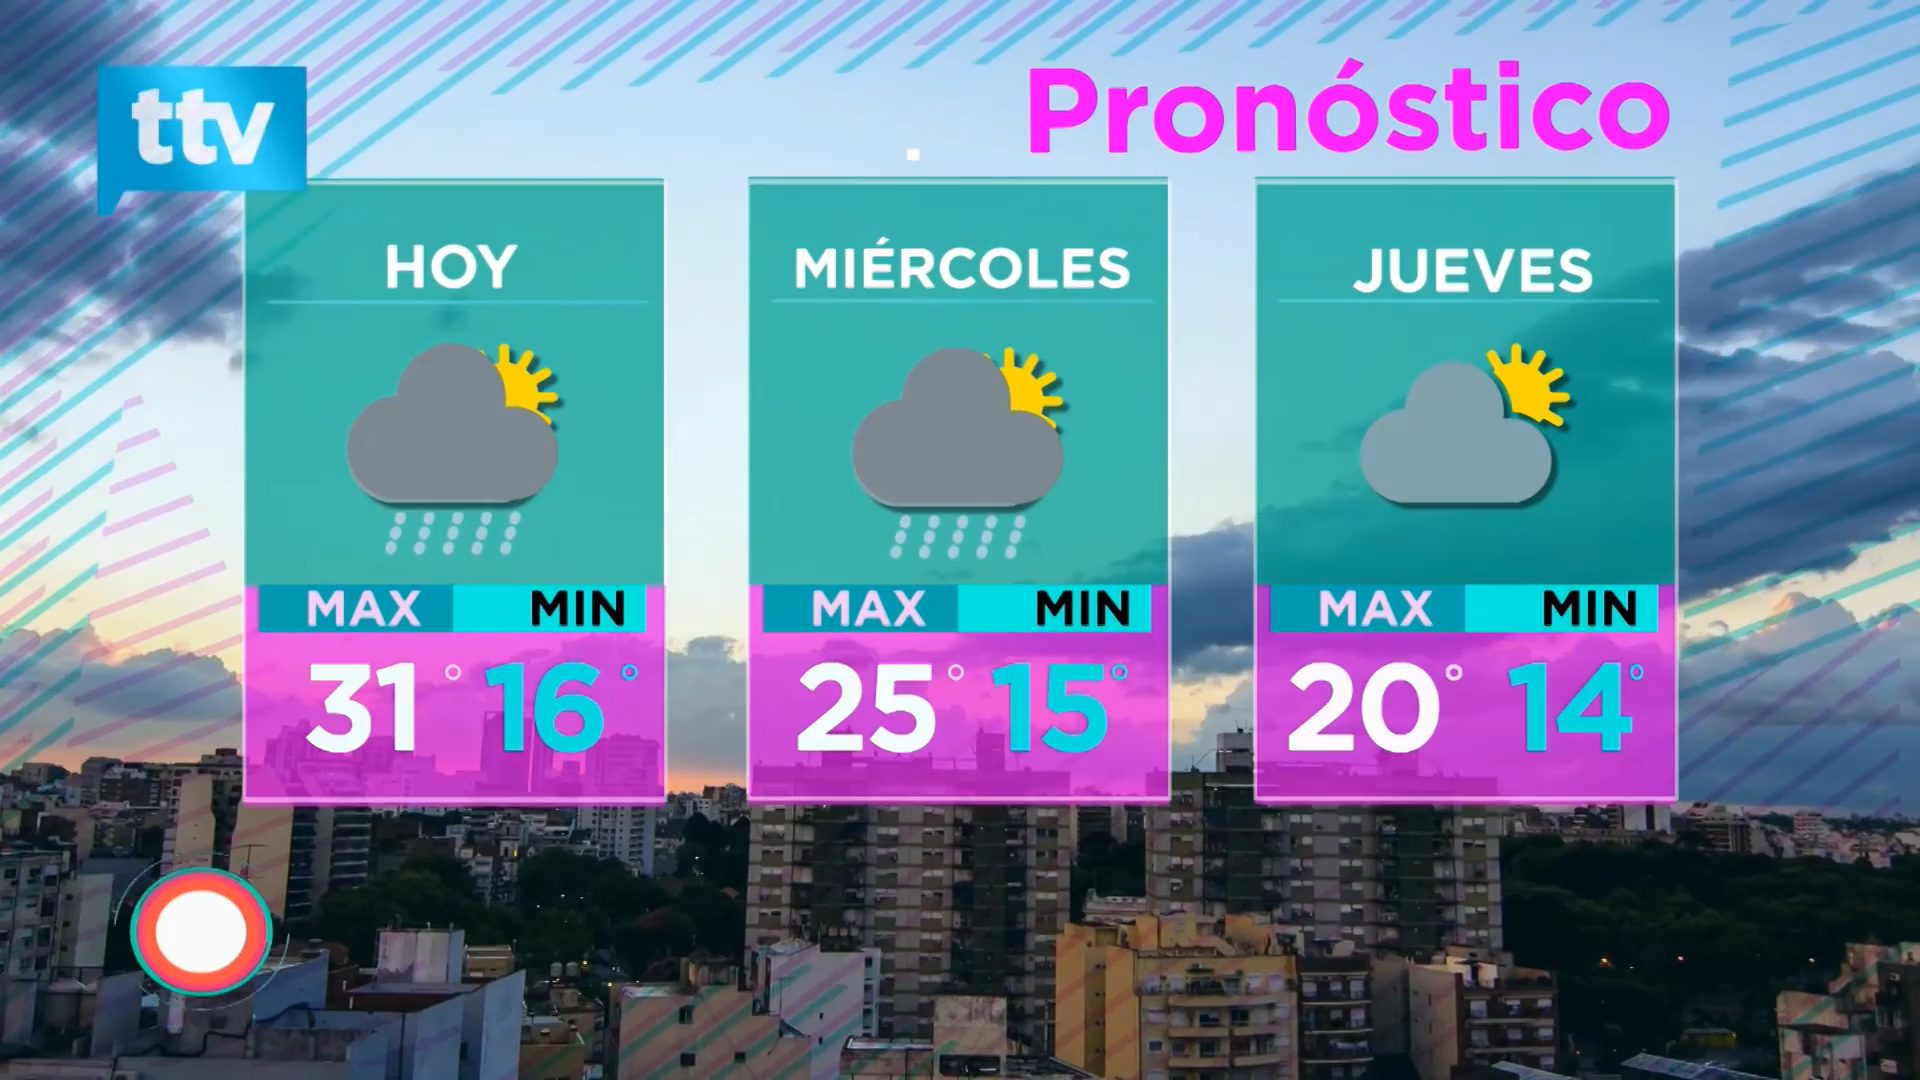 ttv
Pronóstico
HOY
MAX MIN
31° 16°
MIÉRCOLES
MAX MIN
25° 15°
JUEVES
MAX MIN
20° 14°